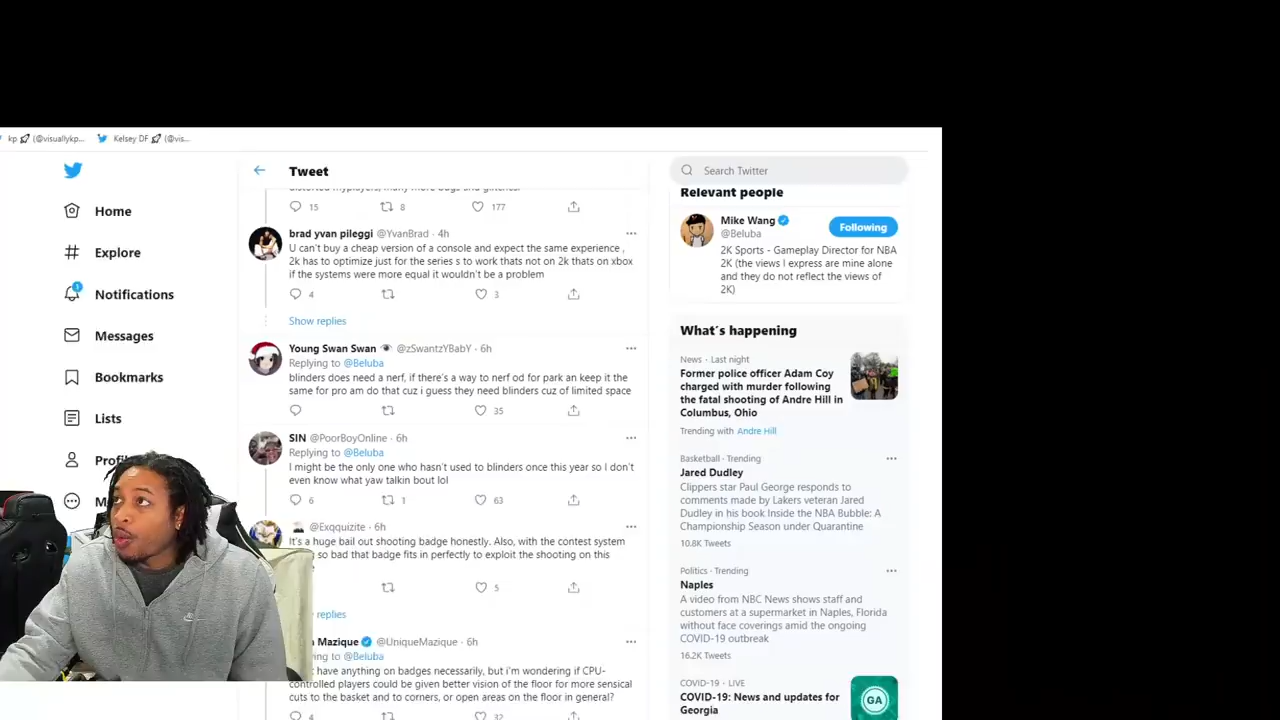 kp (@visuallykp...
Kelsey DF (@vis...
Tweet
Search Twitter
Relevant people
15 8 177
Home
Explore
Notifications
1
Messages
Bookmarks
Lists
brad yvan pileggi @YvanBrad · 4h
U can't buy a cheap version of a console and expect the same experience ,
2k has to optimize just for the series s to work thats not on 2k thats on xbox
if the systems were more equal it wouldn't be a problem
4 3
Show replies
Young Swan Swan @zSwantzYBabY · 6h
Replying to @Beluba
blinders does need a nerf, if there's a way to nerf od for park an keep it the
same for pro am do that cuz i guess they need blinders cuz of limited space
35
SIN @PoorBoyOnline · 6h
Replying to @Beluba
I might be the only one who hasn't used to blinders once this year so I don't
even know what yaw talkin bout lol
6 1 63
@Exqquizite · 6h
It's a huge bail out shooting badge honestly. Also, with the contest system
so bad that badge fits in perfectly to exploit the shooting on this
5
replies
Mazique @UniqueMazique · 6h
to @Beluba
have anything on badges necessarily, but i'm wondering if CPU-
controlled players could be given better vision of the floor for more sensical
cuts to the basket and to corners, or open areas on the floor in general?
4 32
Mike Wang
@Beluba
Following
2K Sports - Gameplay Director for NBA
2K (the views I express are mine alone
and they do not reflect the views of
2K)
What's happening
News · Last night
Former police officer Adam Coy
charged with murder following
the fatal shooting of Andre Hill in
Columbus, Ohio
Trending with Andre Hill
Basketball · Trending
Jared Dudley
Clippers star Paul George responds to
comments made by Lakers veteran Jared
Dudley in his book Inside the NBA Bubble: A
Championship Season under Quarantine
10.8K Tweets
Politics · Trending
Naples
A video from NBC News shows staff and
customers at a supermarket in Naples, Florida
without face coverings amid the ongoing
COVID-19 outbreak
16.2K Tweets
COVID-19 · LIVE
COVID-19: News and updates for
Georgia
GA